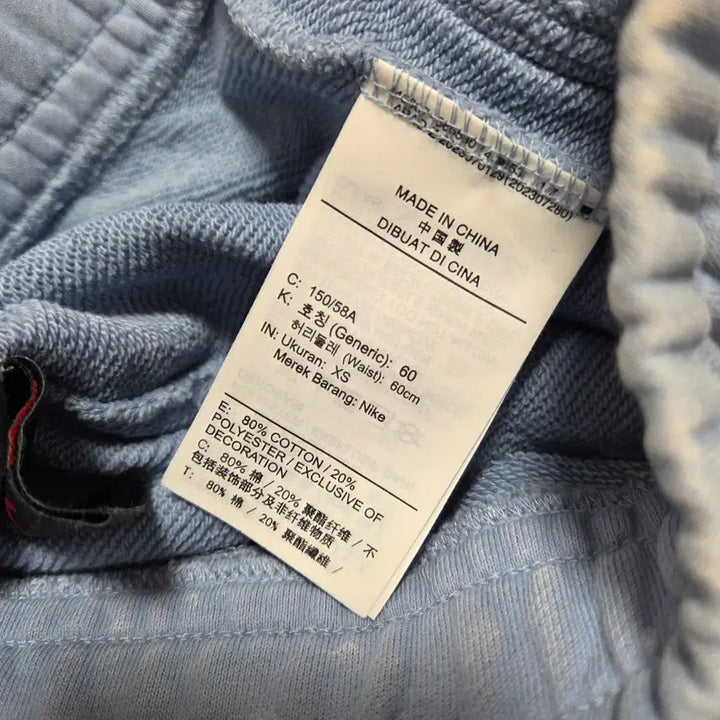 MADE IN CHINA
中国製
DIBUAT DI CINA
C: 150/58A
K: 호칭 (Generic): 60
허리둘레 (Waist): 60cm
IN: Ukuran: XS
Merek Barang: Nike
E: 80% COTTON / 20%
POLYESTER / EXCLUSIVE OF
DECORATION
C: 80% 棉 / 20% 聚酯纤维 / 不
包括装饰部分及非纤维物质
T: 80% 棉 / 20% 聚酯纖維 /